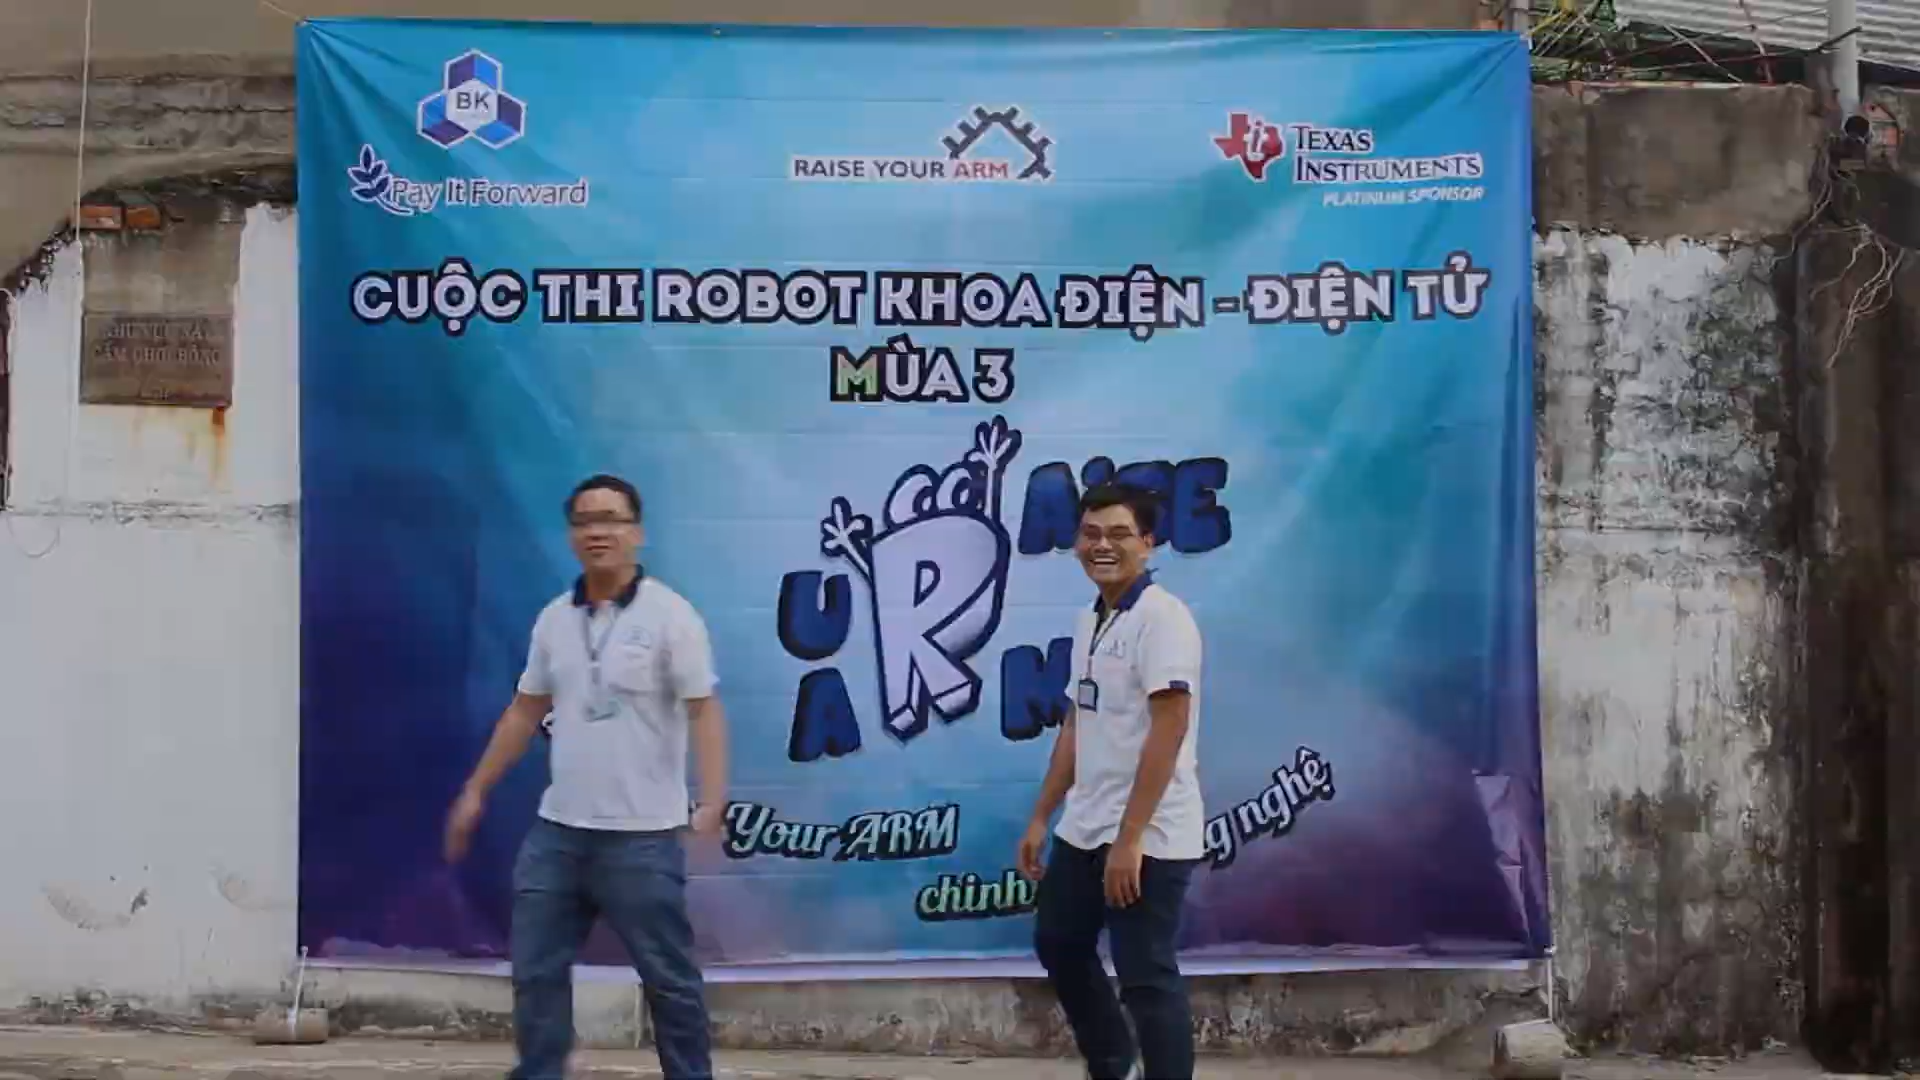 BK
Pay It Forward
RAISE YOUR ARM
TEXAS
INSTRUMENTS
PLATINUM SPONSOR
CUỘC THI ROBOT KHOA ĐIỆN - ĐIỆN TỬ
MÙA 3
R
U
A
M
Your ARM
chinh
nghệ